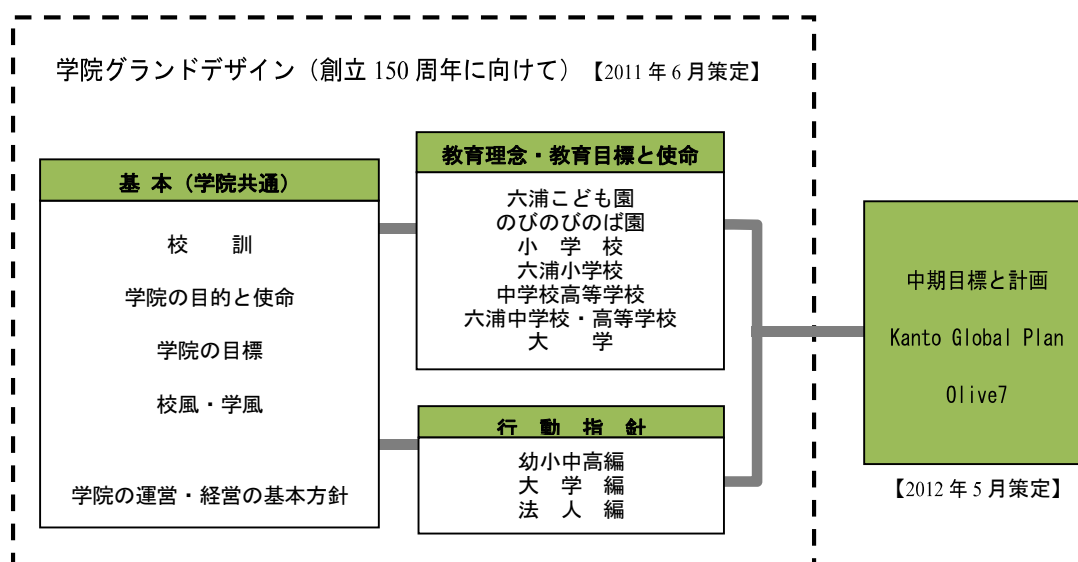 学院グランドデザイン（創立 150 周年に向けて）【2011 年 6 月策定】
基 本（学院共通）
校　　訓
学院の目的と使命
学院の目標
校風・学風
学院の運営・経営の基本方針
教育理念・教育目標と使命
六浦こども園
のびのびのば園
小　学　校
六浦小学校
中学校高等学校
六浦中学校・高等学校
大　　学
行　動　指　針
幼小中高編
大　学　編
法　人　編
中期目標と計画
Kanto Global Plan
Olive7
【2012 年 5 月策定】